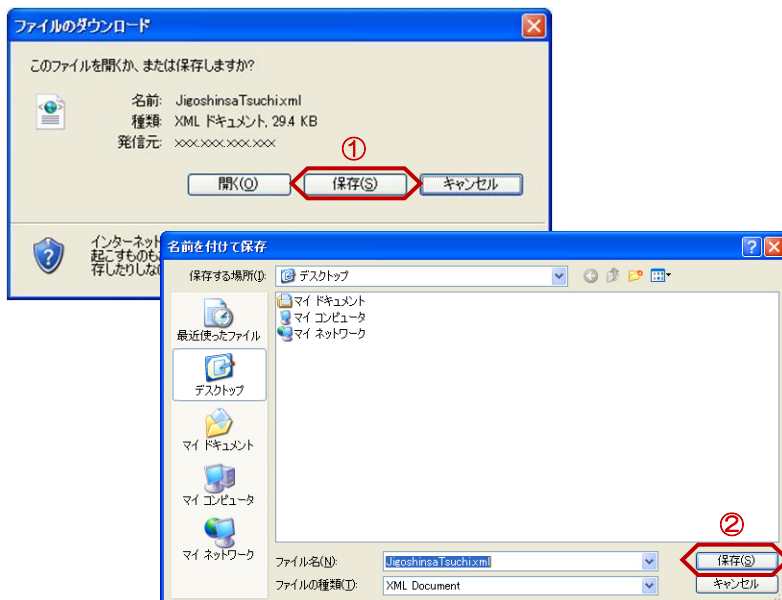 ファイルのダウンロード
このファイルを開くか、または保存しますか?
名前: JigoshinsaTsuchi.xml
種類: XML ドキュメント, 29.4 KB
発信元: xxx.xxx.xxx.xxx
①
開く(O) 保存(S) キャンセル
インターネット
起こすものも
存したりしな
名前を付けて保存
保存する場所(I): デスクトップ
マイ ドキュメント
マイ コンピュータ
マイ ネットワーク
最近使ったファイル
デスクトップ
マイ ドキュメント
マイ コンピュータ
マイ ネットワーク
②
ファイル名(N): JigoshinsaTsuchi.xml 保存(S)
ファイルの種類(T): XML Document キャンセル